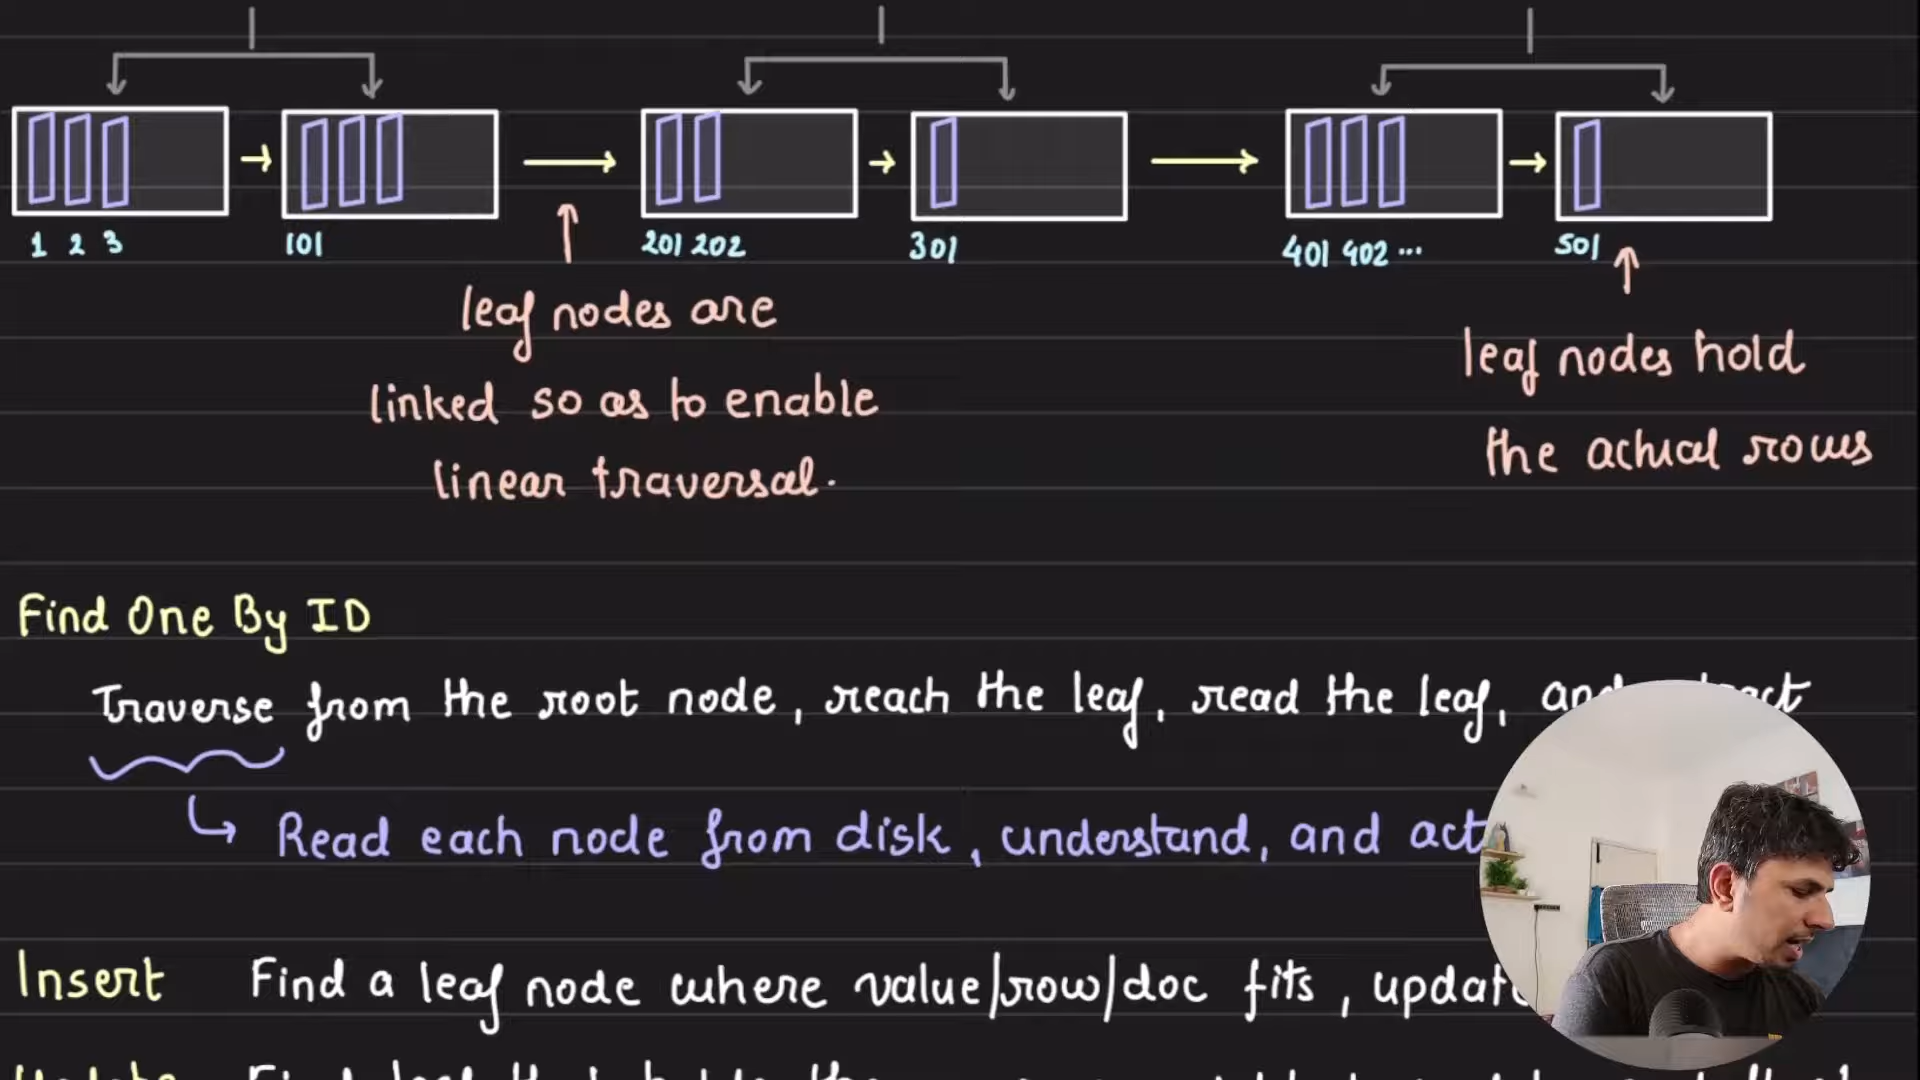 1 2 3 101 201 202 301 401 402 ... 501
leaf nodes are
linked so as to enable
linear traversal.
leaf nodes hold
the actual rows
Find One By ID
Traverse from the root node, reach the leaf, read the leaf,
Read each node from disk, understand, and act
Insert Find a leaf node where value/row/doc fits,
Update